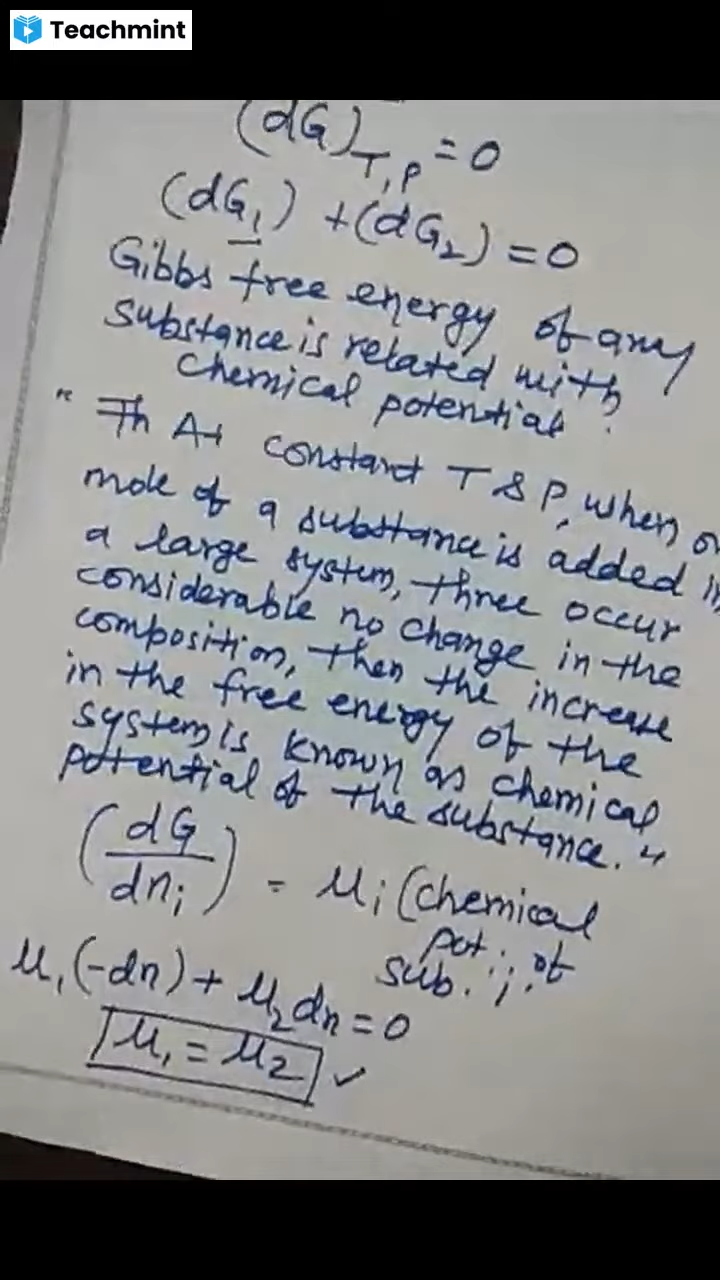 Teachmint
(dG)T,P = 0
(dG₁) + (dG₂) = 0
Gibbs free energy of any
substance is related with
chemical potential.
" Th At constant T & P, when on
mole of a substance is added in
a large system, three occur
considerable no change in the
composition, then the increase
in the free energy of the
system is known as chemical
potential of the substance. "
(dG/dni) = μi (chemical
pot. of
sub. i.
μ₁(-dn) + μ₂dn = 0
μ₁ = μ₂ ✓